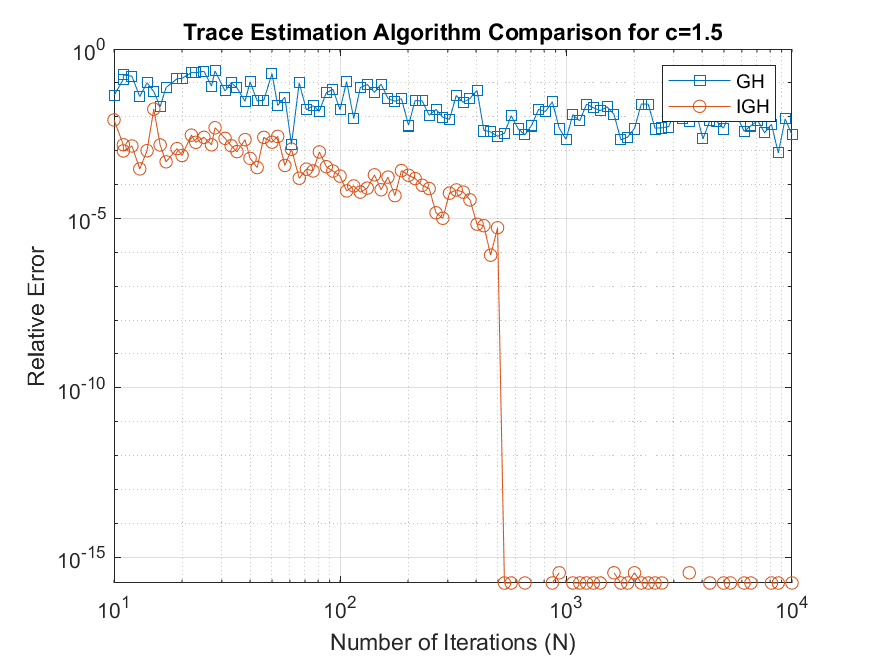 Trace Estimation Algorithm Comparison for c=1.5
10^0
GH
IGH
10^-5
Relative Error
10^-10
10^-15
10^1 10^2 10^3 10^4
Number of Iterations (N)